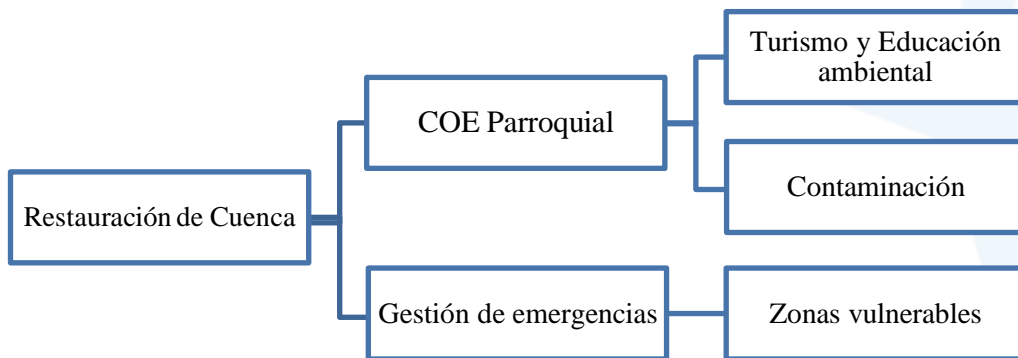 Turismo y Educación
ambiental
COE Parroquial
Contaminación
Restauración de Cuenca
Gestión de emergencias
Zonas vulnerables